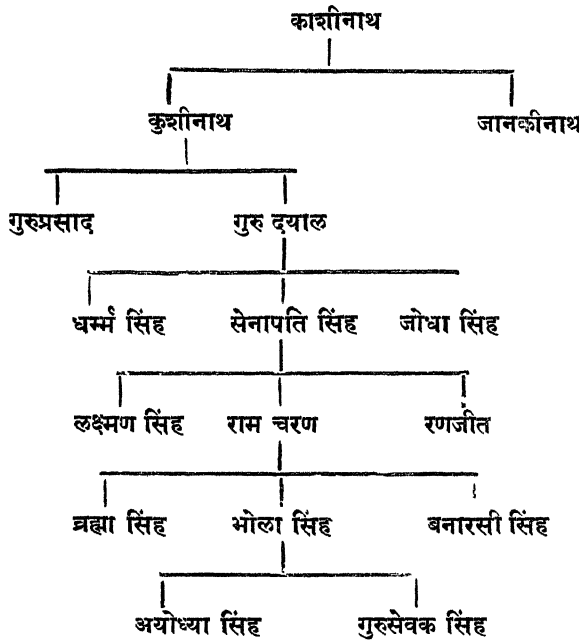 काशीनाथ
कुशीनाथ जानकीनाथ
गुरुप्रसाद गुरु दयाल
धर्म्म सिंह सेनापति सिंह जोधा सिंह
लक्ष्मण सिंह राम चरण रणजीत
ब्रह्मा सिंह भोला सिंह बनारसी सिंह
अयोध्या सिंह गुरुसेवक सिंह